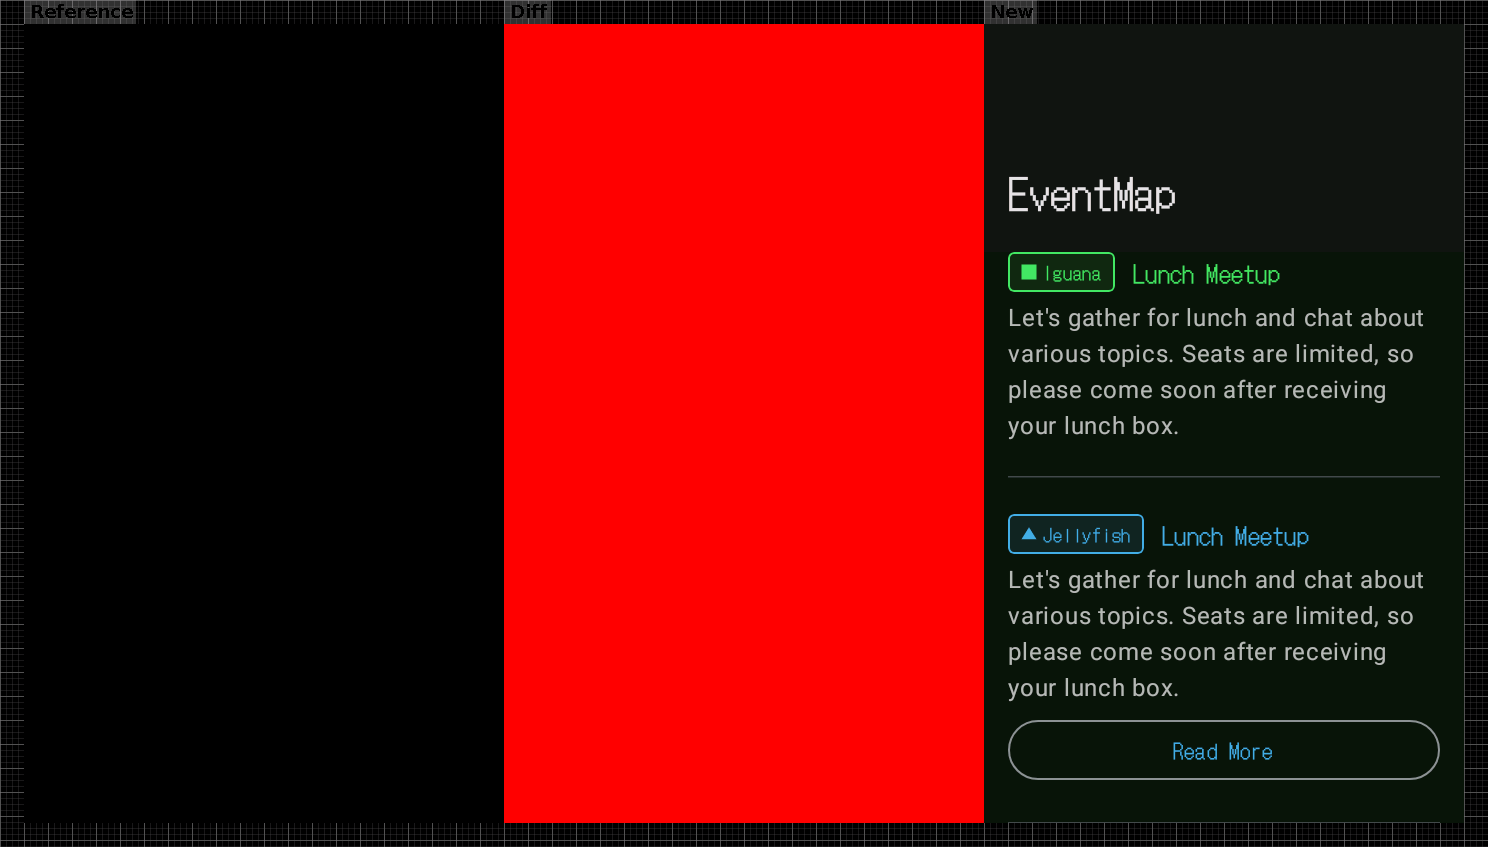 Reference
Diff
New
EventMap
Iguana Lunch Meetup
Let's gather for lunch and chat about
various topics. Seats are limited, so
please come soon after receiving
your lunch box.
Jellyfish Lunch Meetup
Let's gather for lunch and chat about
various topics. Seats are limited, so
please come soon after receiving
your lunch box.
Read More